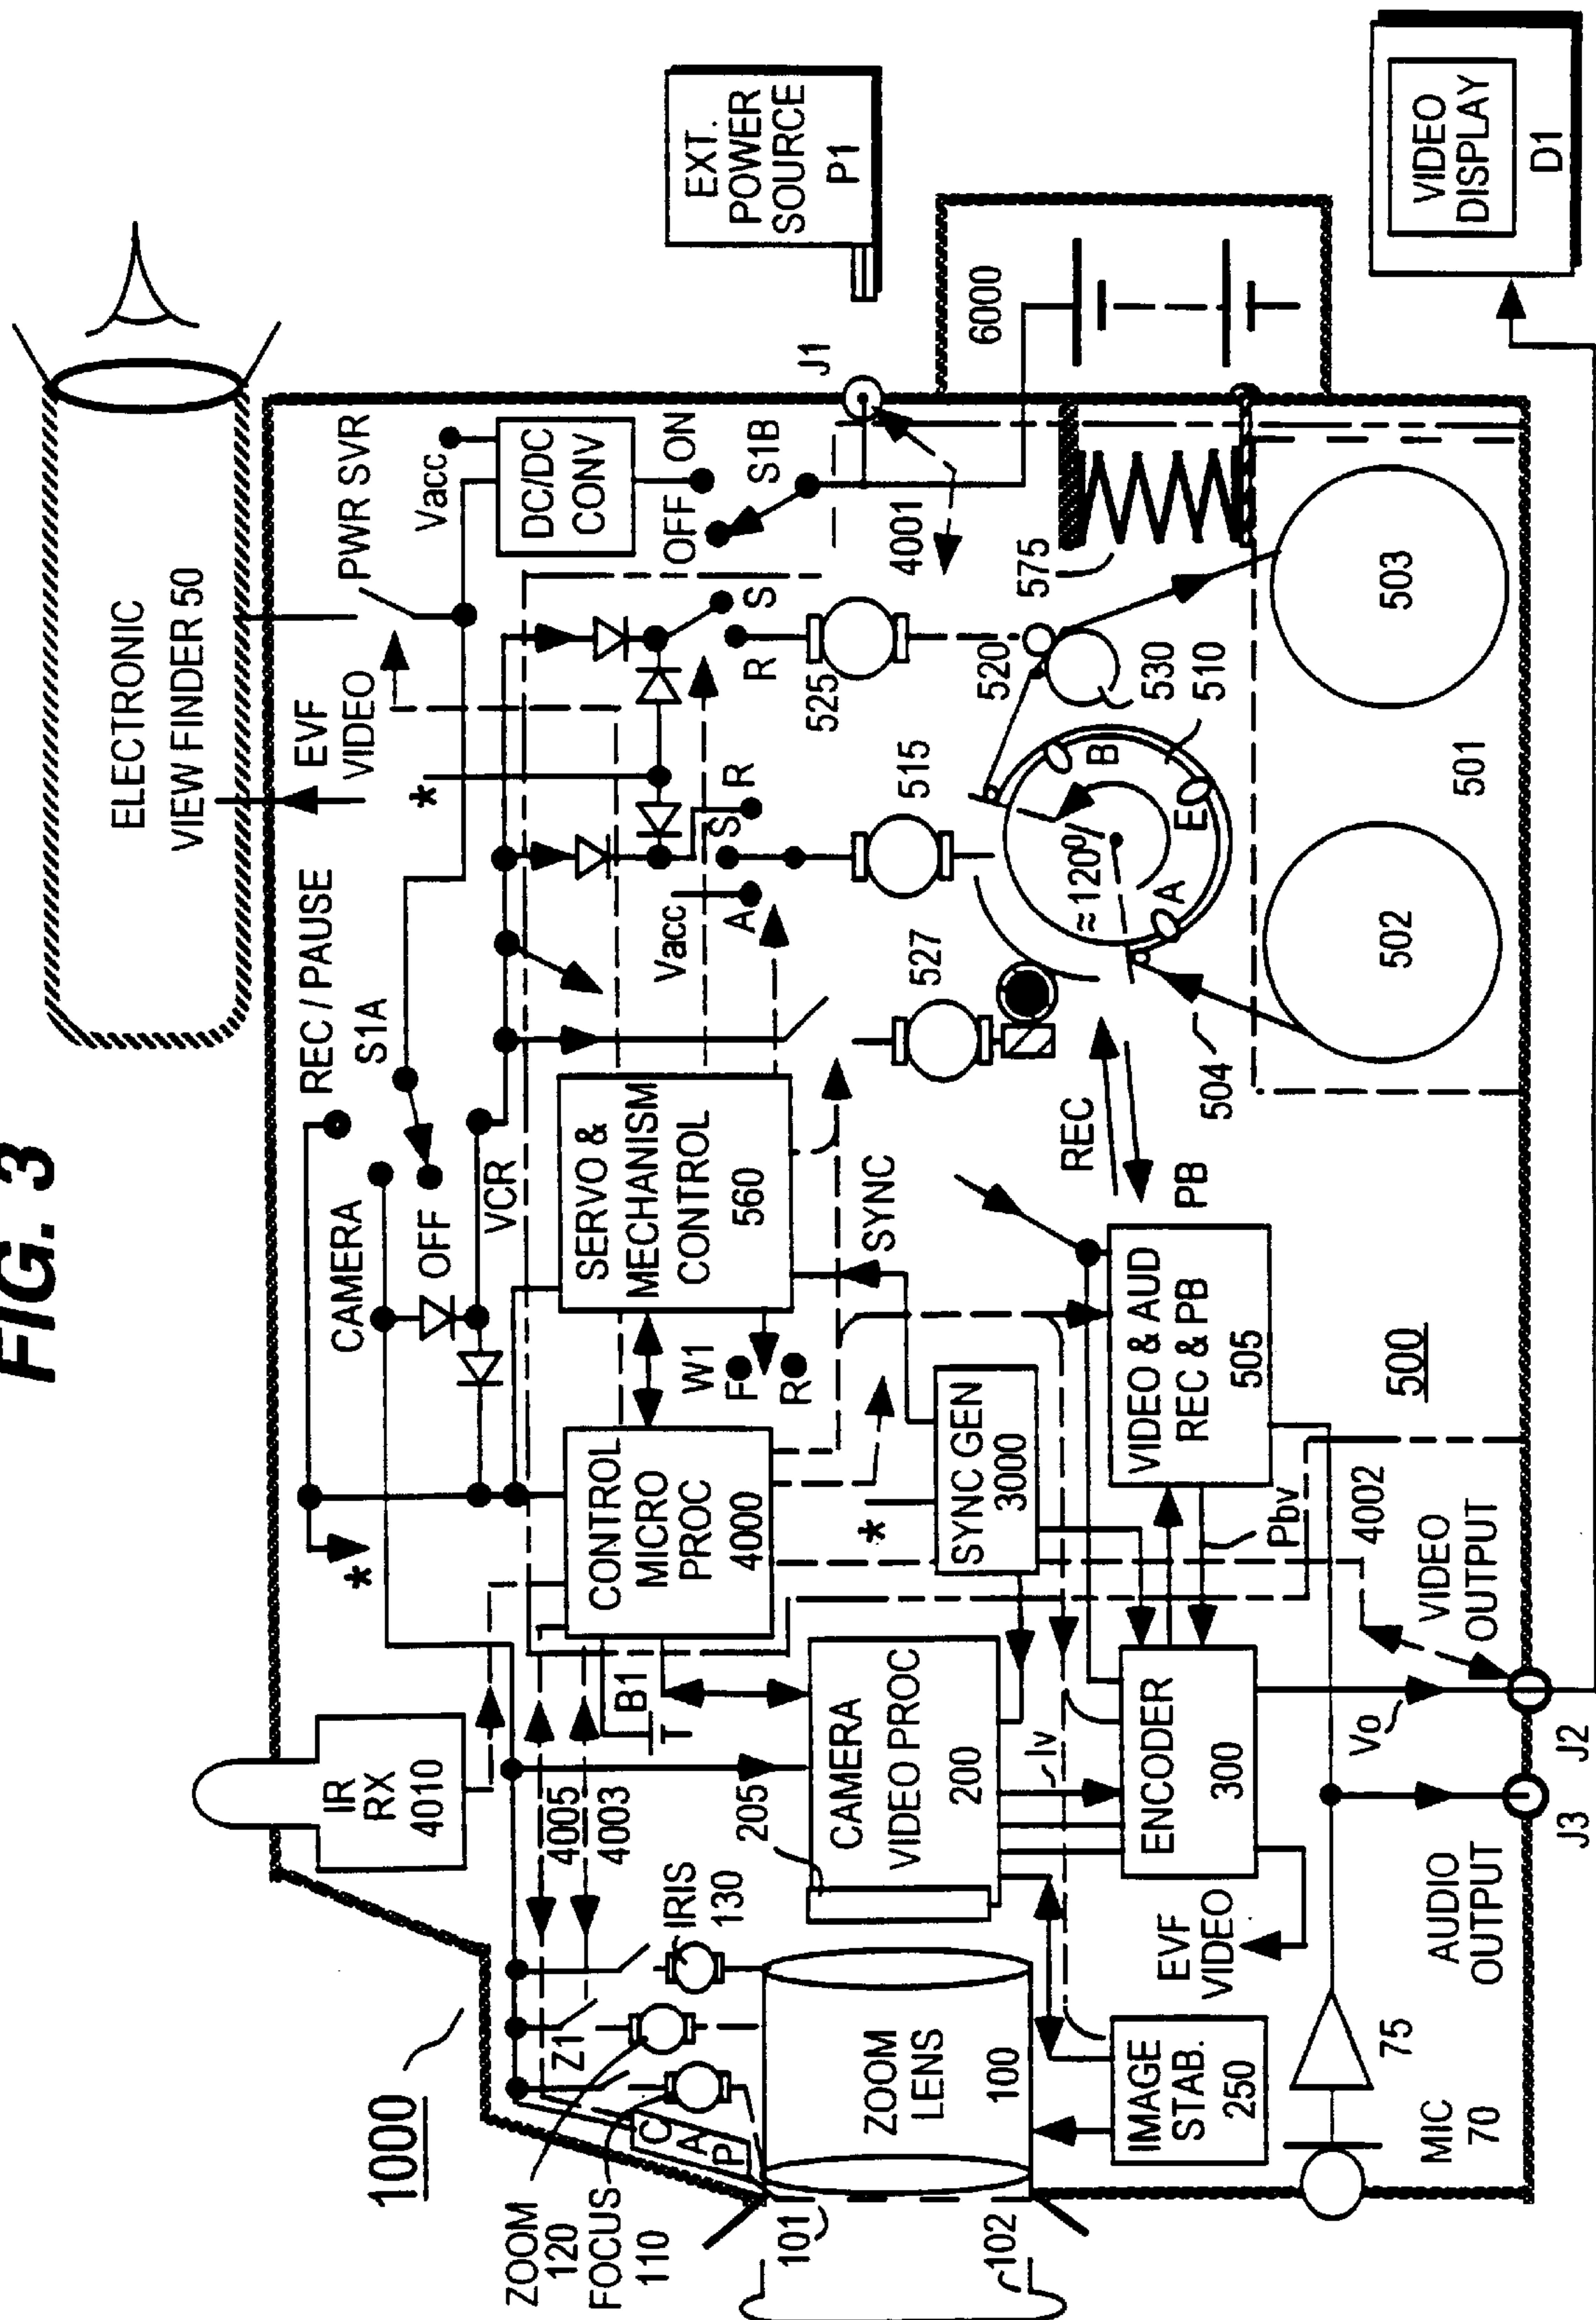 FIG. 3
1000
ELECTRONIC
VIEW FINDER 50
EVF
VIDEO
PWR SVR
REC / PAUSE
S1A
CAMERA
OFF
VCR
*
*
*
Vacc
DC/DC
CONV
OFF
ON
S1B
EXT.
POWER
SOURCE
P1
J1
4001
6000
IR
RX
4010
4005
4003
B1
T
CONTROL
MICRO
PROC
4000
SERVO &
MECHANISM
CONTROL
560
W1
F
R
SYNC
Vacc
A
S
R
R
S
527
515
525
520
530
510
575
≈120°
A
E
B
504
502
503
501
REC
PB
SYNC GEN
3000
VIDEO & AUD
REC & PB
505
500
Pbv
4002
VIDEO
OUTPUT
ZOOM
120
FOCUS
110
Z1
IRIS
130
C
A
P
101
102
ZOOM
LENS
100
205
CAMERA
VIDEO PROC
200
Iv
ENCODER
300
EVF
VIDEO
IMAGE
STAB.
250
MIC
70
75
AUDIO
OUTPUT
J3
Vo
J2
VIDEO
DISPLAY
D1